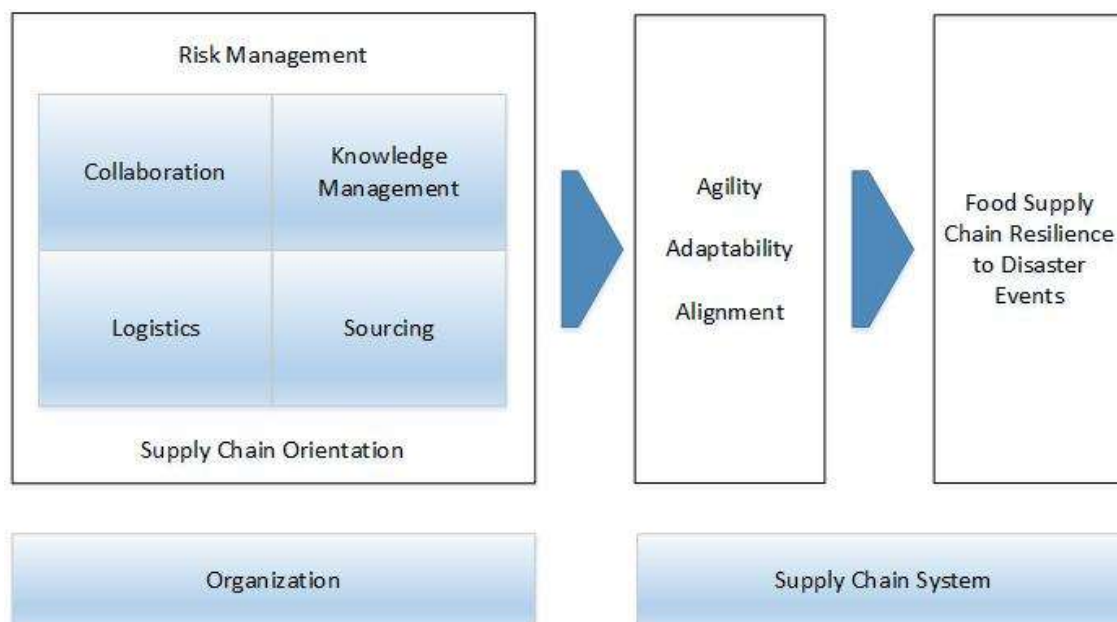 Risk Management
Collaboration
Knowledge
Management
Logistics
Sourcing
Supply Chain Orientation
Agility
Adaptability
Alignment
Food Supply
Chain Resilience
to Disaster
Events
Organization
Supply Chain System